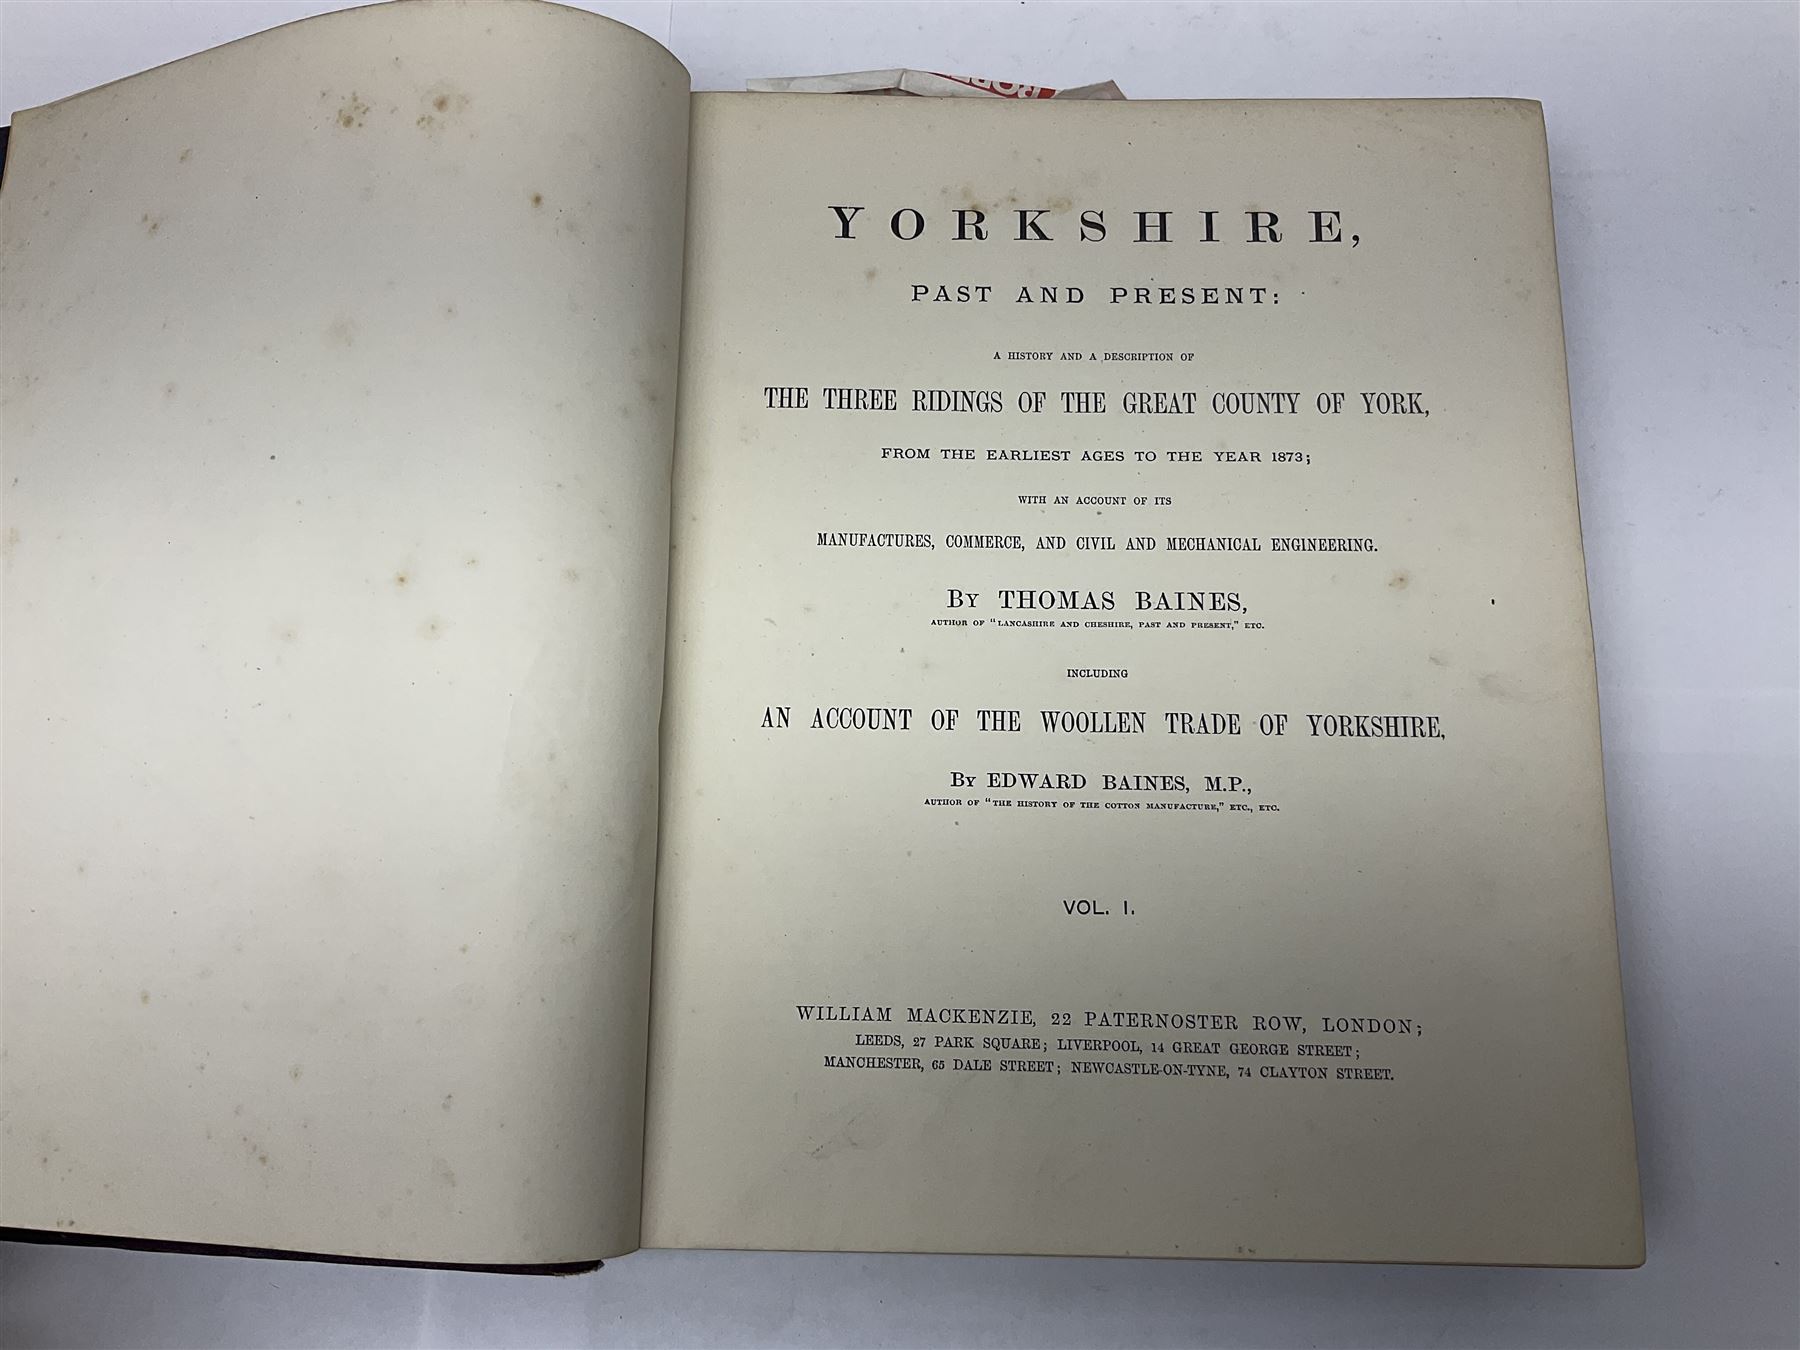 YORKSHIRE,
PAST AND PRESENT:
A HISTORY AND A DESCRIPTION OF
THE THREE RIDINGS OF THE GREAT COUNTY OF YORK,
FROM THE EARLIEST AGES TO THE YEAR 1873;
WITH AN ACCOUNT OF ITS
MANUFACTURES, COMMERCE, AND CIVIL AND MECHANICAL ENGINEERING.
BY THOMAS BAINES,
AUTHOR OF "LANCASHIRE AND CHESHIRE, PAST AND PRESENT," ETC.
INCLUDING
AN ACCOUNT OF THE WOOLLEN TRADE OF YORKSHIRE,
BY EDWARD BAINES, M.P.,
AUTHOR OF "THE HISTORY OF THE COTTON MANUFACTURE," ETC., ETC.
VOL. I.
WILLIAM MACKENZIE, 22 PATERNOSTER ROW, LONDON;
LEEDS, 27 PARK SQUARE; LIVERPOOL, 14 GREAT GEORGE STREET;
MANCHESTER, 65 DALE STREET; NEWCASTLE-ON-TYNE, 74 CLAYTON STREET.